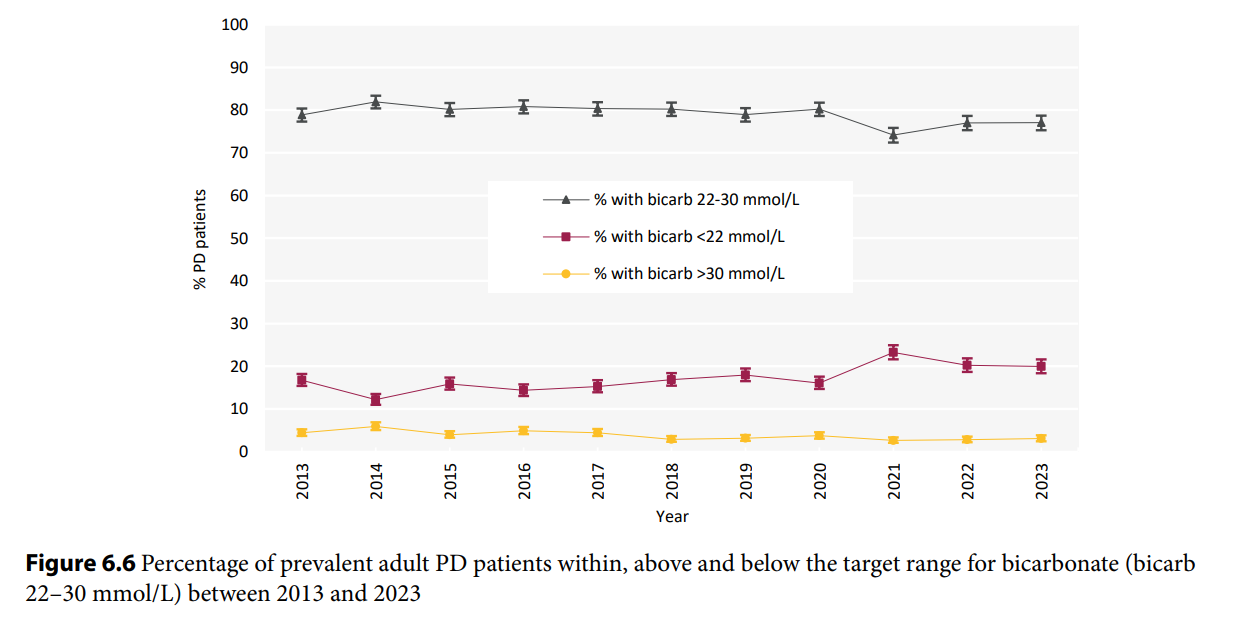 100
90
80
70
60
50
40
30
20
10
0
% PD patients
% with bicarb 22-30 mmol/L
% with bicarb <22 mmol/L
% with bicarb >30 mmol/L
2013 2014 2015 2016 2017 2018 2019 2020 2021 2022 2023
Year
Figure 6.6 Percentage of prevalent adult PD patients within, above and below the target range for bicarbonate (bicarb
22–30 mmol/L) between 2013 and 2023